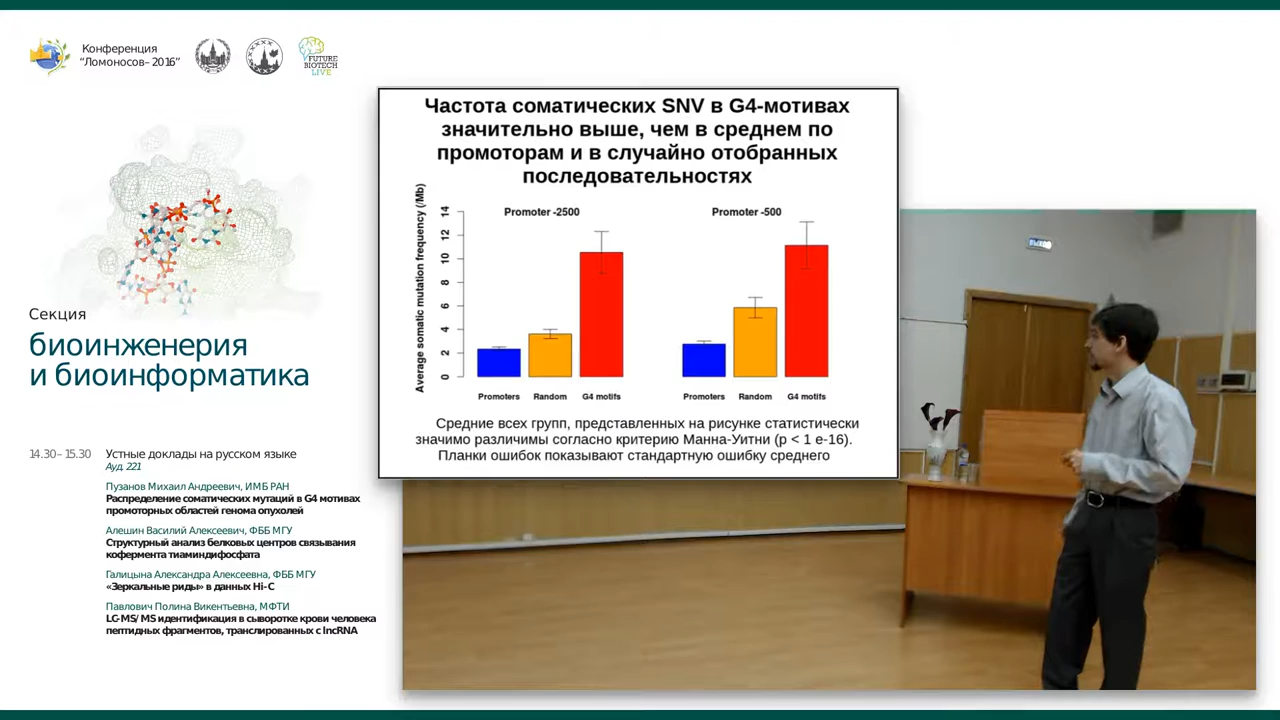 Конференция
“Ломоносов–2016”
FUTURE
BIOTECH
LIVE
Секция
биоинженерия
и биоинформатика
14.30–15.30 Устные доклады на русском языке
Ауд. 221
Пузанов Михаил Андреевич, ИМБ РАН
Распределение соматических мутаций в G4 мотивах
промоторных областей генома опухолей
Алешин Василий Алексеевич, ФББ МГУ
Структурный анализ белковых центров связывания
кофермента тиаминдифосфата
Галицына Александра Алексеевна, ФББ МГУ
«Зеркальные риды» в данных Hi-C
Павлович Полина Викентьевна, МФТИ
LC-MS/MS идентификация в сыворотке крови человека
пептидных фрагментов, транслированных с lncRNA
Частота соматических SNV в G4-мотивах
значительно выше, чем в среднем по
промоторам и в случайно отобранных
последовательностях
Average somatic mutation frequency (/Mb)
14
12
10
8
6
4
2
0
Promoter -2500
Promoter -500
Promoters Random G4 motifs
Promoters Random G4 motifs
Средние всех групп, представленных на рисунке статистически
значимо различимы согласно критерию Манна-Уитни (p < 1 e-16).
Планки ошибок показывают стандартную ошибку среднего